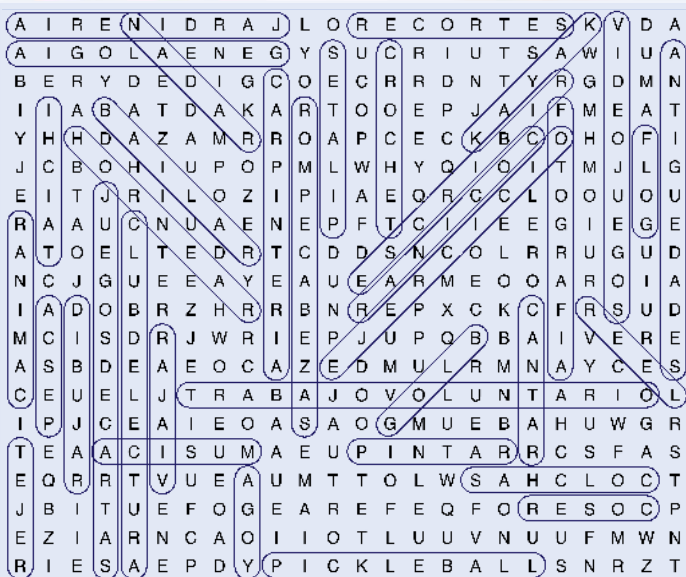 A I R E N I D R A J L O R E C O R T E S K V D A
A I G O L A E N E G Y S U C R I U T S A W I U A
B E R Y D E D I G C O E C R R D N T Y R G D M N
I I A B A T D A K A R T O O E P J A I F M E A T
Y H H D A Z A M R R O A P C E C K B C O H O F I
J C B O H I U P O P M L W H Y Q I O I T M J L G
E I T J R I L O Z I P I A E Q R C C L O O U O U
R A A U C N U A E N E P F T C I I E E G I E G E
A T O E L T E D R T C D D S N C O L R R U G U D
N C J G U E E A Y E A U E A R M E O O A R O I A
I A D O B R Z H R R B N R E P X C K C F R S U D
M C I S D R J W R I E P J U P Q B B A I V E R E
A S B D E A E O C A Z E D M U L R M N A Y C E S
C E U E L J T R A B A J O V O L U N T A R I O L
I P J C E A I E O A S A O G M U E B A H U W G R
T E A A C I S U M A E U P I N T A R R C S F A S
E Q R R T V U E A U M T T O L W S A H C L O C T
J B I T U E F O G E A R E F E Q F O R E S O C P
E Z I A R N C A O I I O T L U U V N U U F M W N
R I E S A E P D Y P I C K L E B A L L S N R Z T